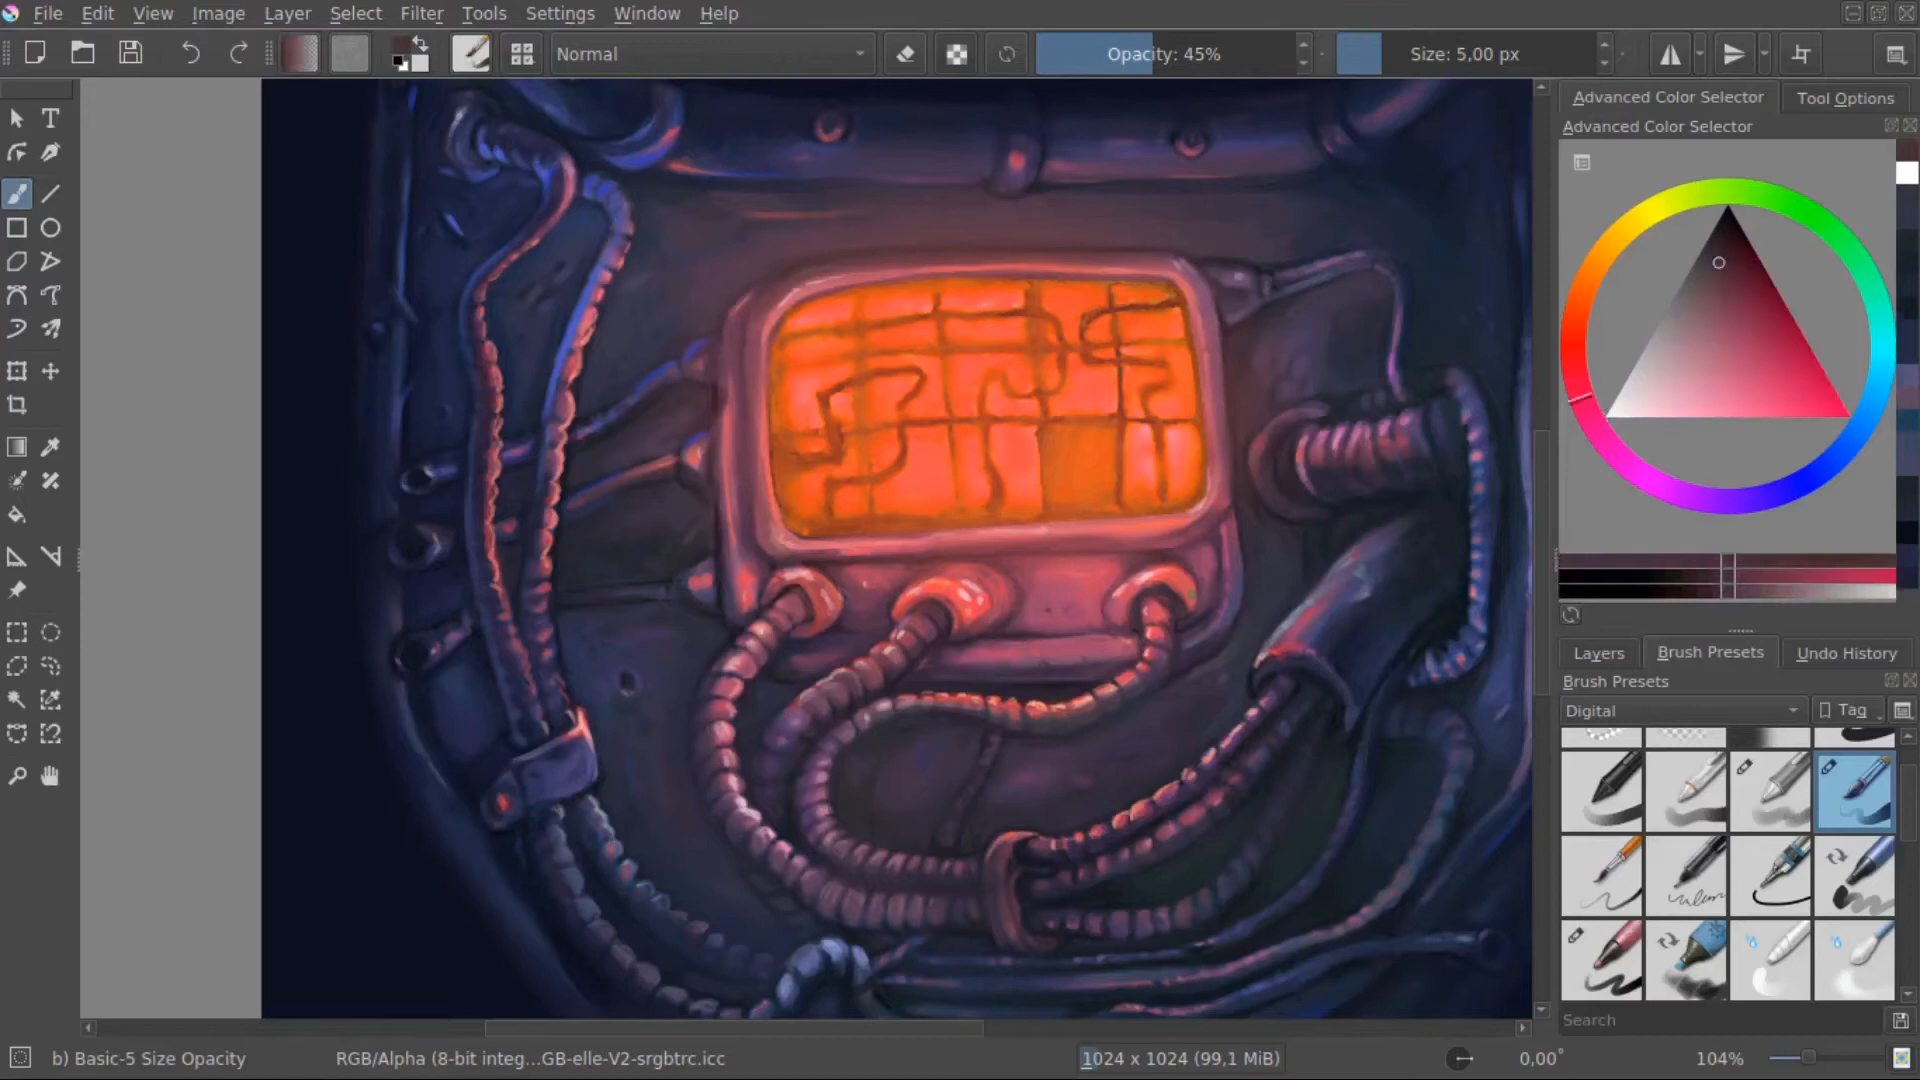 File Edit View Image Layer Select Filter Tools Settings Window Help
Normal
Opacity: 45%
Size: 5,00 px
Advanced Color Selector
Tool Options
Advanced Color Selector
Layers
Brush Presets
Undo History
Brush Presets
Digital
Tag
Search
b) Basic-5 Size Opacity
RGB/Alpha (8-bit integ...GB-elle-V2-srgbtrc.icc
1024 x 1024 (99,1 MiB)
0,00°
104%